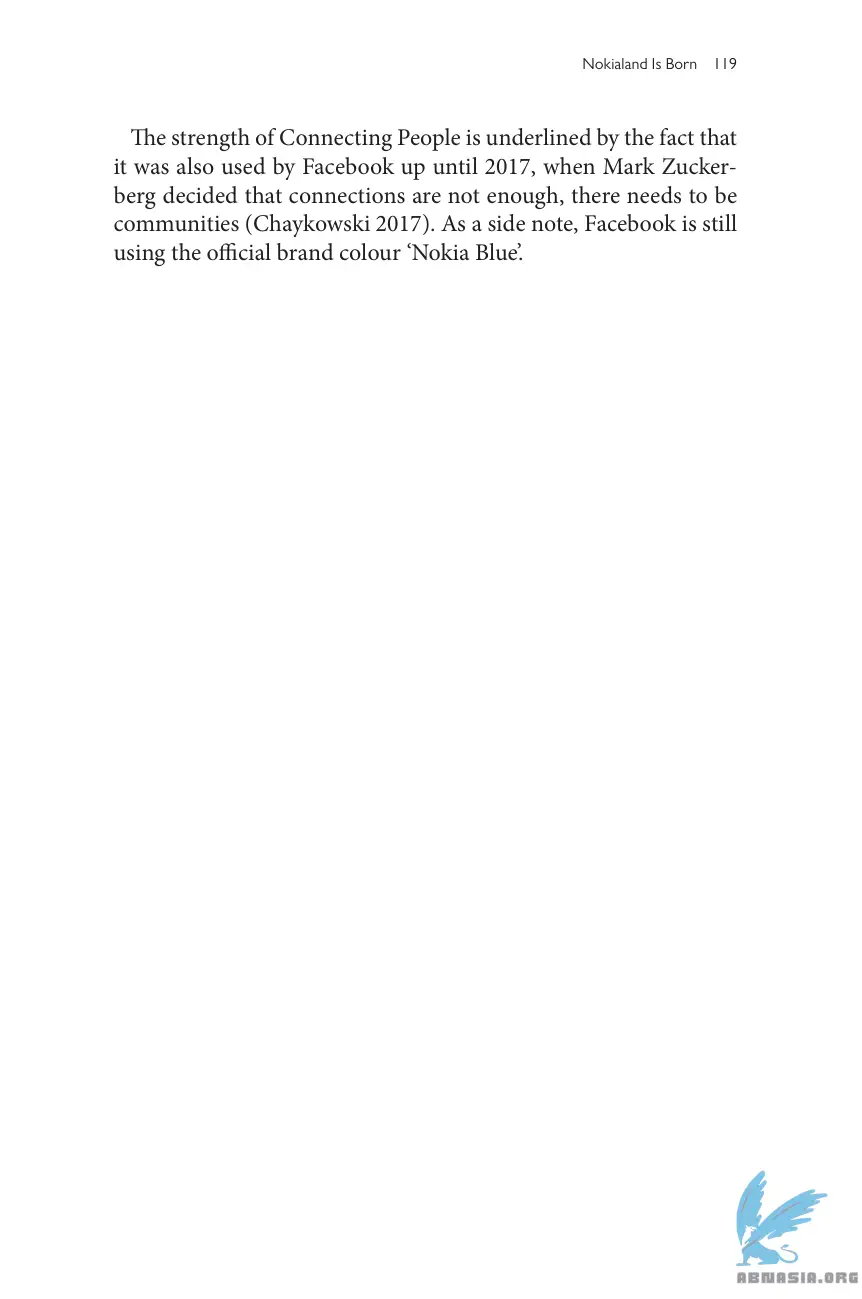 Nokialand Is Born 119
The strength of Connecting People is underlined by the fact that
it was also used by Facebook up until 2017, when Mark Zucker-
berg decided that connections are not enough, there needs to be
communities (Chaykowski 2017). As a side note, Facebook is still
using the official brand colour ‘Nokia Blue’.
ABNASIA.ORG